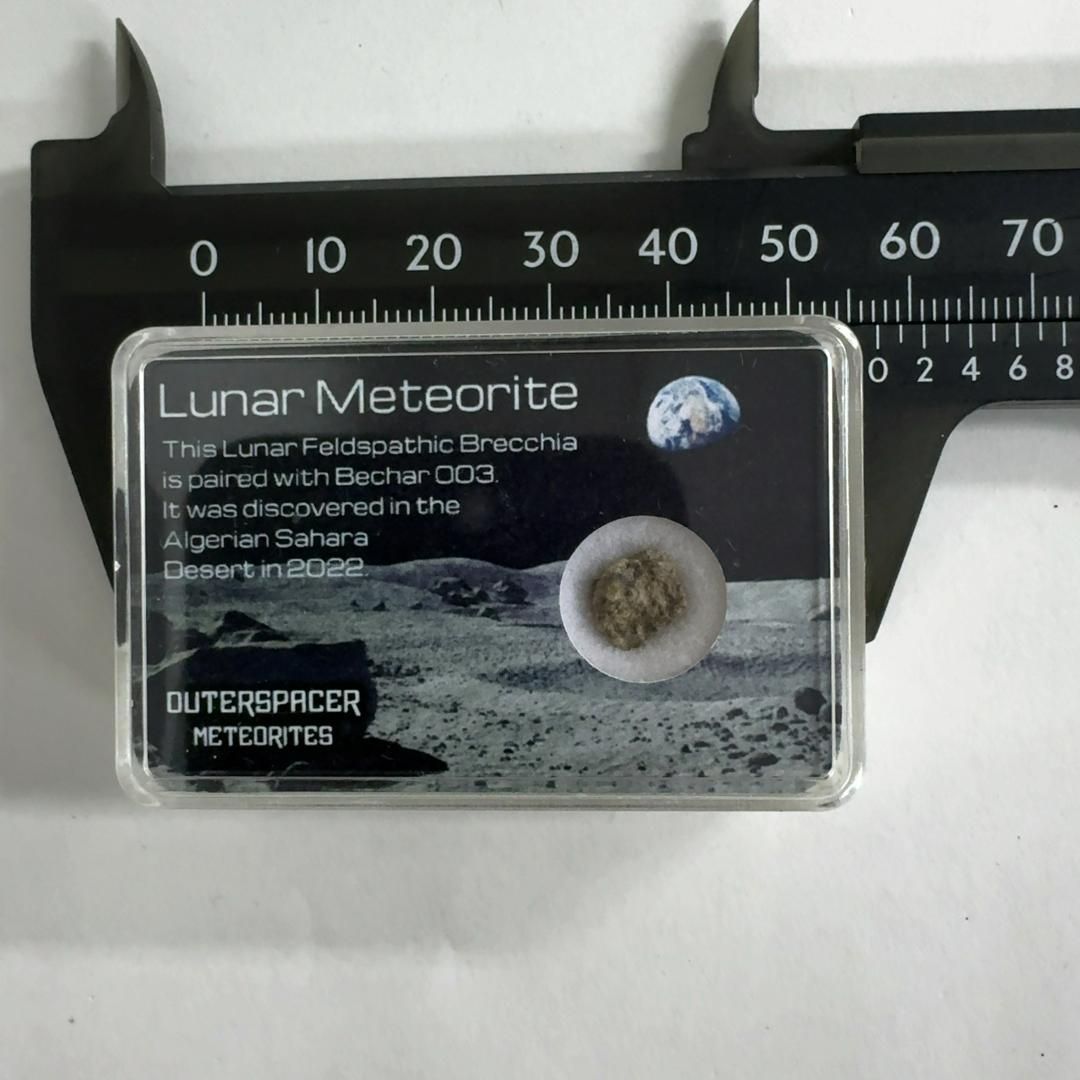 0 10 20 30 40 50 60 70
0 2 4 6 8
Lunar Meteorite
This Lunar Feldspathic Brecchia
is paired with Bechar 003.
It was discovered in the
Algerian Sahara
Desert in 2022.
OUTERSPACER
METEORITES